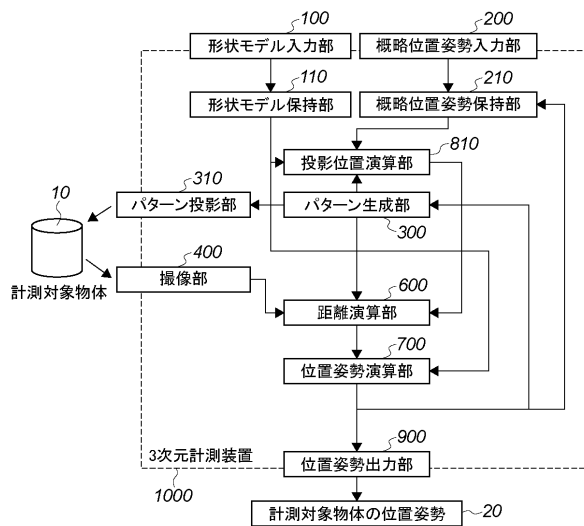 100
200
形状モデル入力部
概略位置姿勢入力部
110
210
形状モデル保持部
概略位置姿勢保持部
810
投影位置演算部
310
10
パターン投影部
パターン生成部
300
400
撮像部
計測対象物体
600
距離演算部
700
位置姿勢演算部
900
3次元計測装置
位置姿勢出力部
1000
計測対象物体の位置姿勢
20